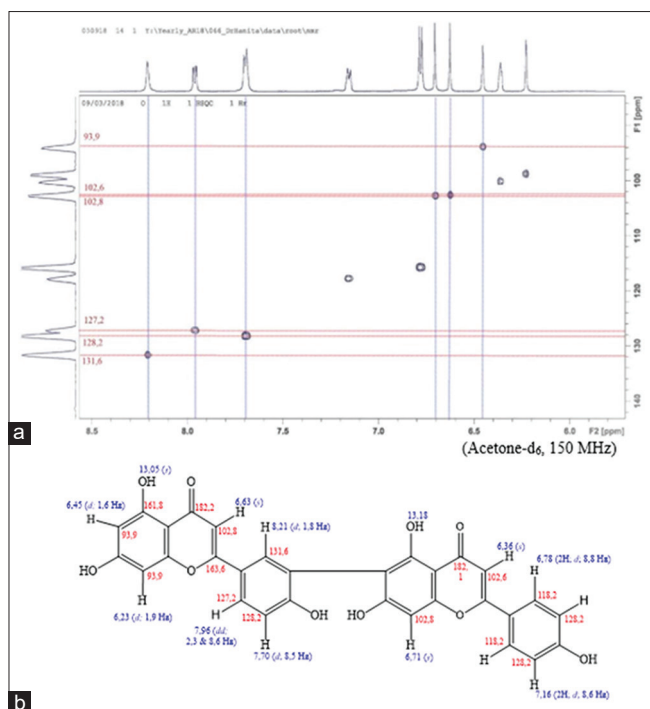 030918 14 1 Y:\Yearly_AR18\066_DrHanita\data\root\nmr
09/03/2018 0 1H 1 HSQC 1 Hz
93,9
102,6
102,8
127,2
128,2
131,6
100
110
120
130
140
F1 [ppm]
8.5
8.0
7.5
7.0
6.5
6.0
F2 [ppm]
a
(Acetone-d6, 150 MHz)
13,05 (s)
OH
O
6,45 (d; 1,6 Hz)
161,8
182,2
6,63 (s)
H
H
93,9
102,8
8,21 (d; 1,8 Hz)
H
13,18
OH
O
6,36 (s)
H
HO
93,9
O
163,6
131,6
182,
1
102,6
6,78 (2H; d; 8,8 Hz)
H
H
6,23 (d; 1,9 Hz)
127,2
128,2
OH
HO
102,8
O
118,2
H
128,2
H
H
H
118,2
H
7,96 (dd:
2,3 & 8,6 Hz)
7,70 (d; 8,5 Hz)
6,71 (s)
128,2
OH
H
7,16 (2H; d; 8,6 Hz)
b